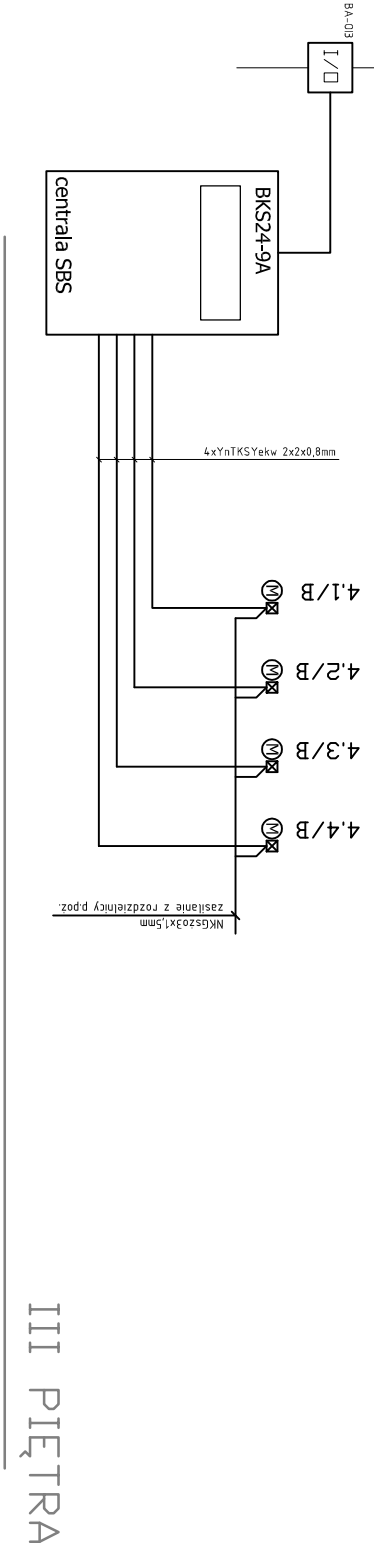 BA-013
I/O
BKS24-9A
centrala SBS
4xYnTKSYekw 2x2x0,8mm
4.1/B
M
4.2/B
M
4.3/B
M
4.4/B
M
zasilanie z rozdzielnicy p.poż.
NKGsżo3x1,5mm
III PIĘTRA